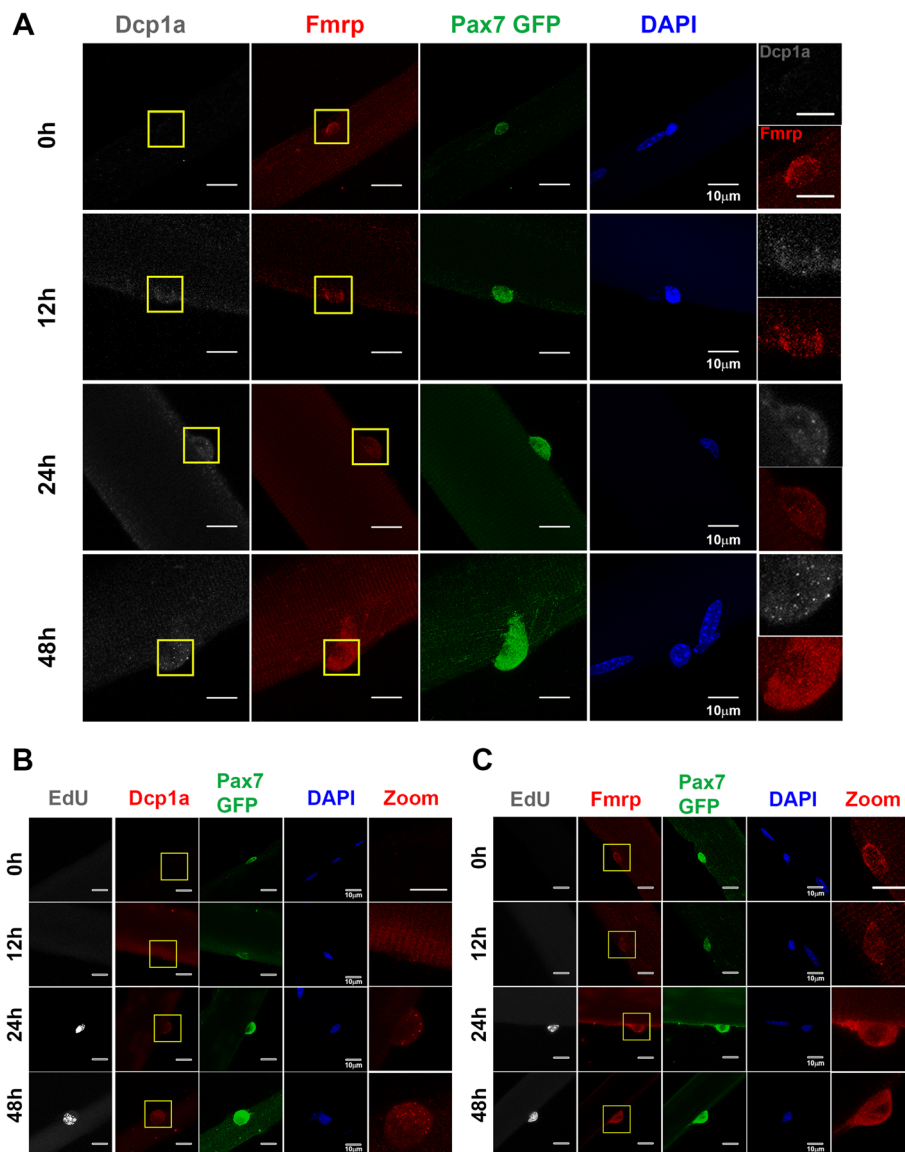 A
Dcp1a Fmrp Pax7 GFP DAPI
Dcp1a
0h
Fmrp
10μm
12h
10μm
24h
10μm
48h
10μm
B
EdU Dcp1a Pax7 GFP DAPI Zoom
0h
10μm
12h
10μm
24h
10μm
48h
10μm
C
EdU Fmrp Pax7 GFP DAPI Zoom
0h
10μm
12h
10μm
24h
10μm
48h
10μm